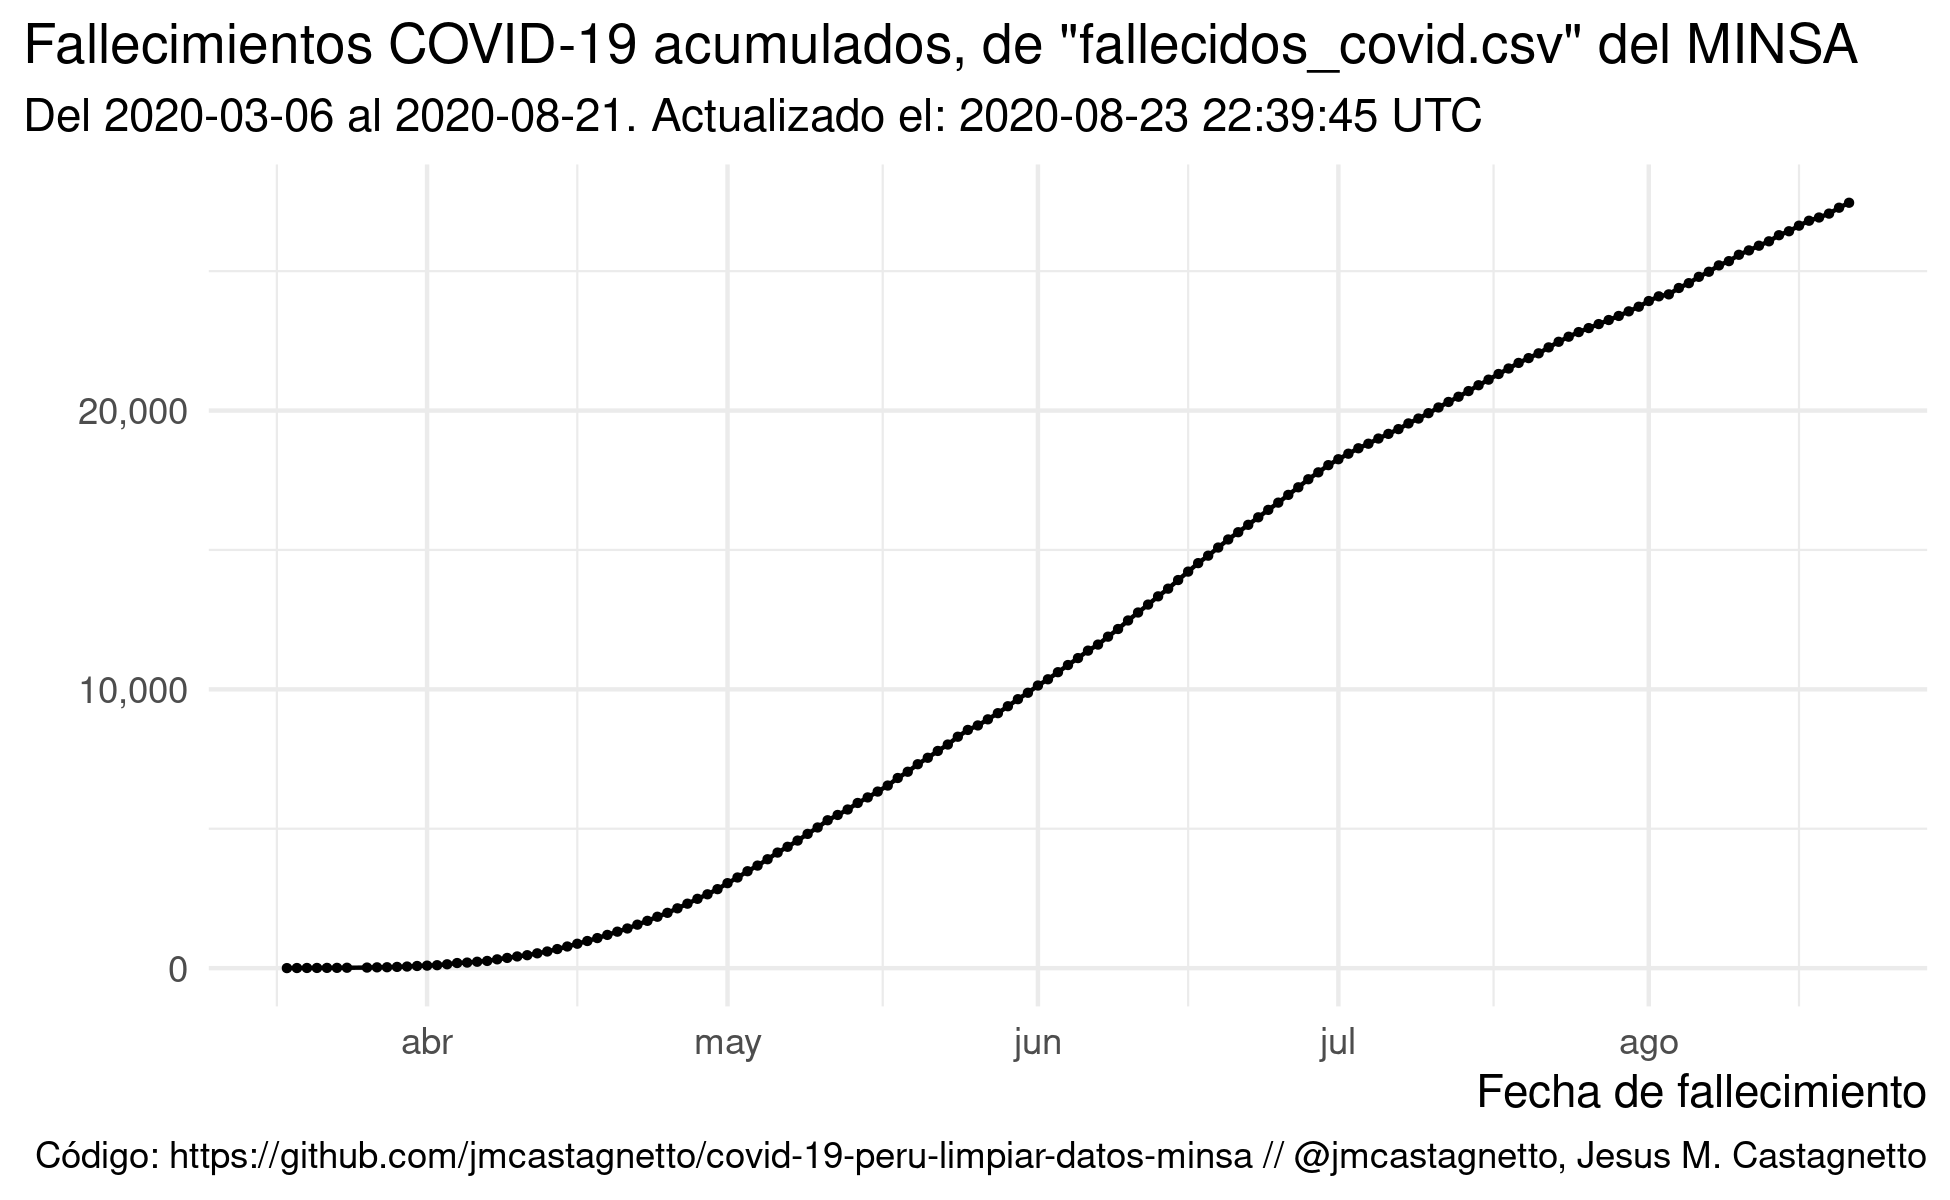 Fallecimientos COVID-19 acumulados, de "fallecidos_covid.csv" del MINSA
Del 2020-03-06 al 2020-08-21. Actualizado el: 2020-08-23 22:39:45 UTC
20,000
10,000
0
abr may jun jul ago
Fecha de fallecimiento
Código: https://github.com/jmcastagnetto/covid-19-peru-limpiar-datos-minsa // @jmcastagnetto, Jesus M. Castagnetto